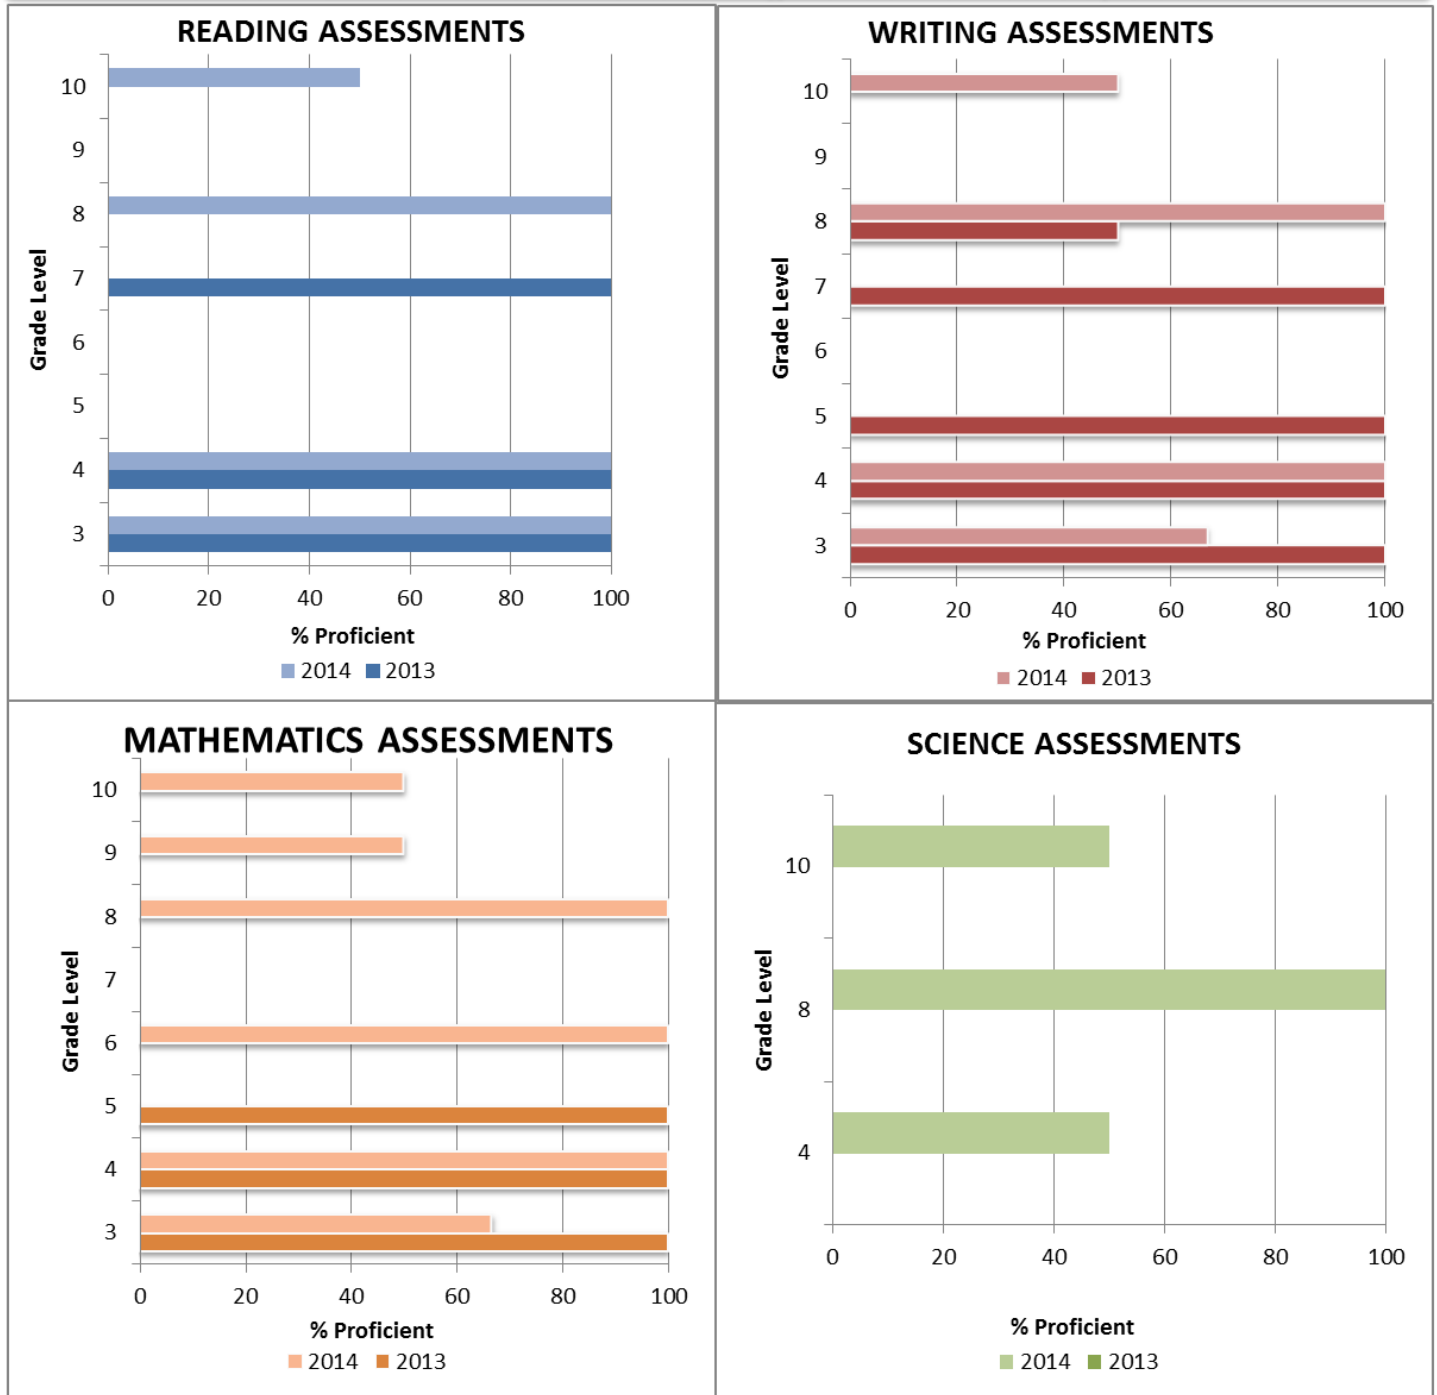 READING ASSESSMENTS
10
9
8
7
6
5
4
3
Grade Level
0 20 40 60 80 100
% Proficient
2014 2013
WRITING ASSESSMENTS
10
9
8
7
6
5
4
3
Grade Level
0 20 40 60 80 100
% Proficient
2014 2013
MATHEMATICS ASSESSMENTS
10
9
8
7
6
5
4
3
Grade Level
0 20 40 60 80 100
% Proficient
2014 2013
SCIENCE ASSESSMENTS
10
8
4
Grade Level
0 20 40 60 80 100
% Proficient
2014 2013